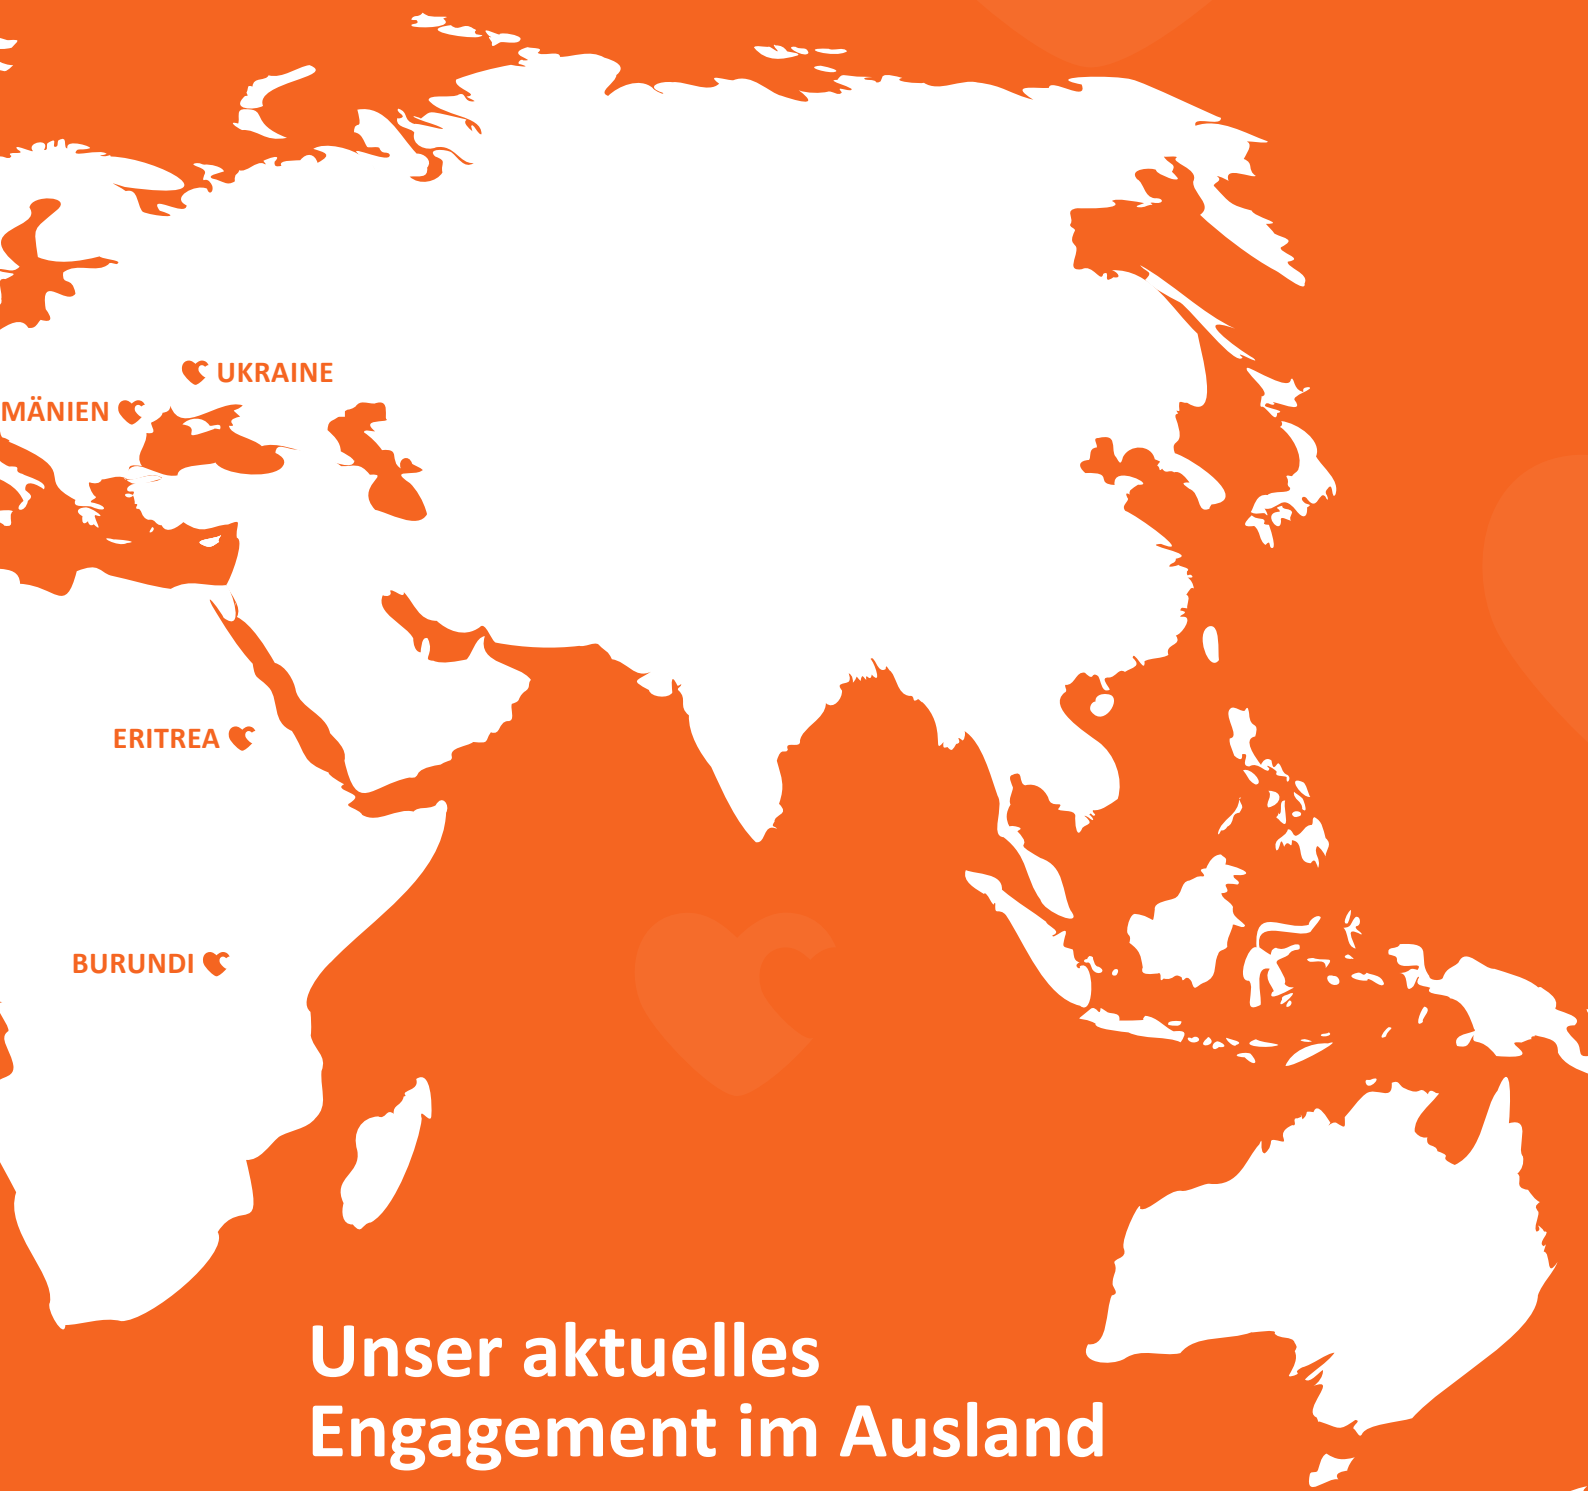 UKRAINE
MÄNIEN
ERITREA
BURUNDI
Unser aktuelles
Engagement im Ausland